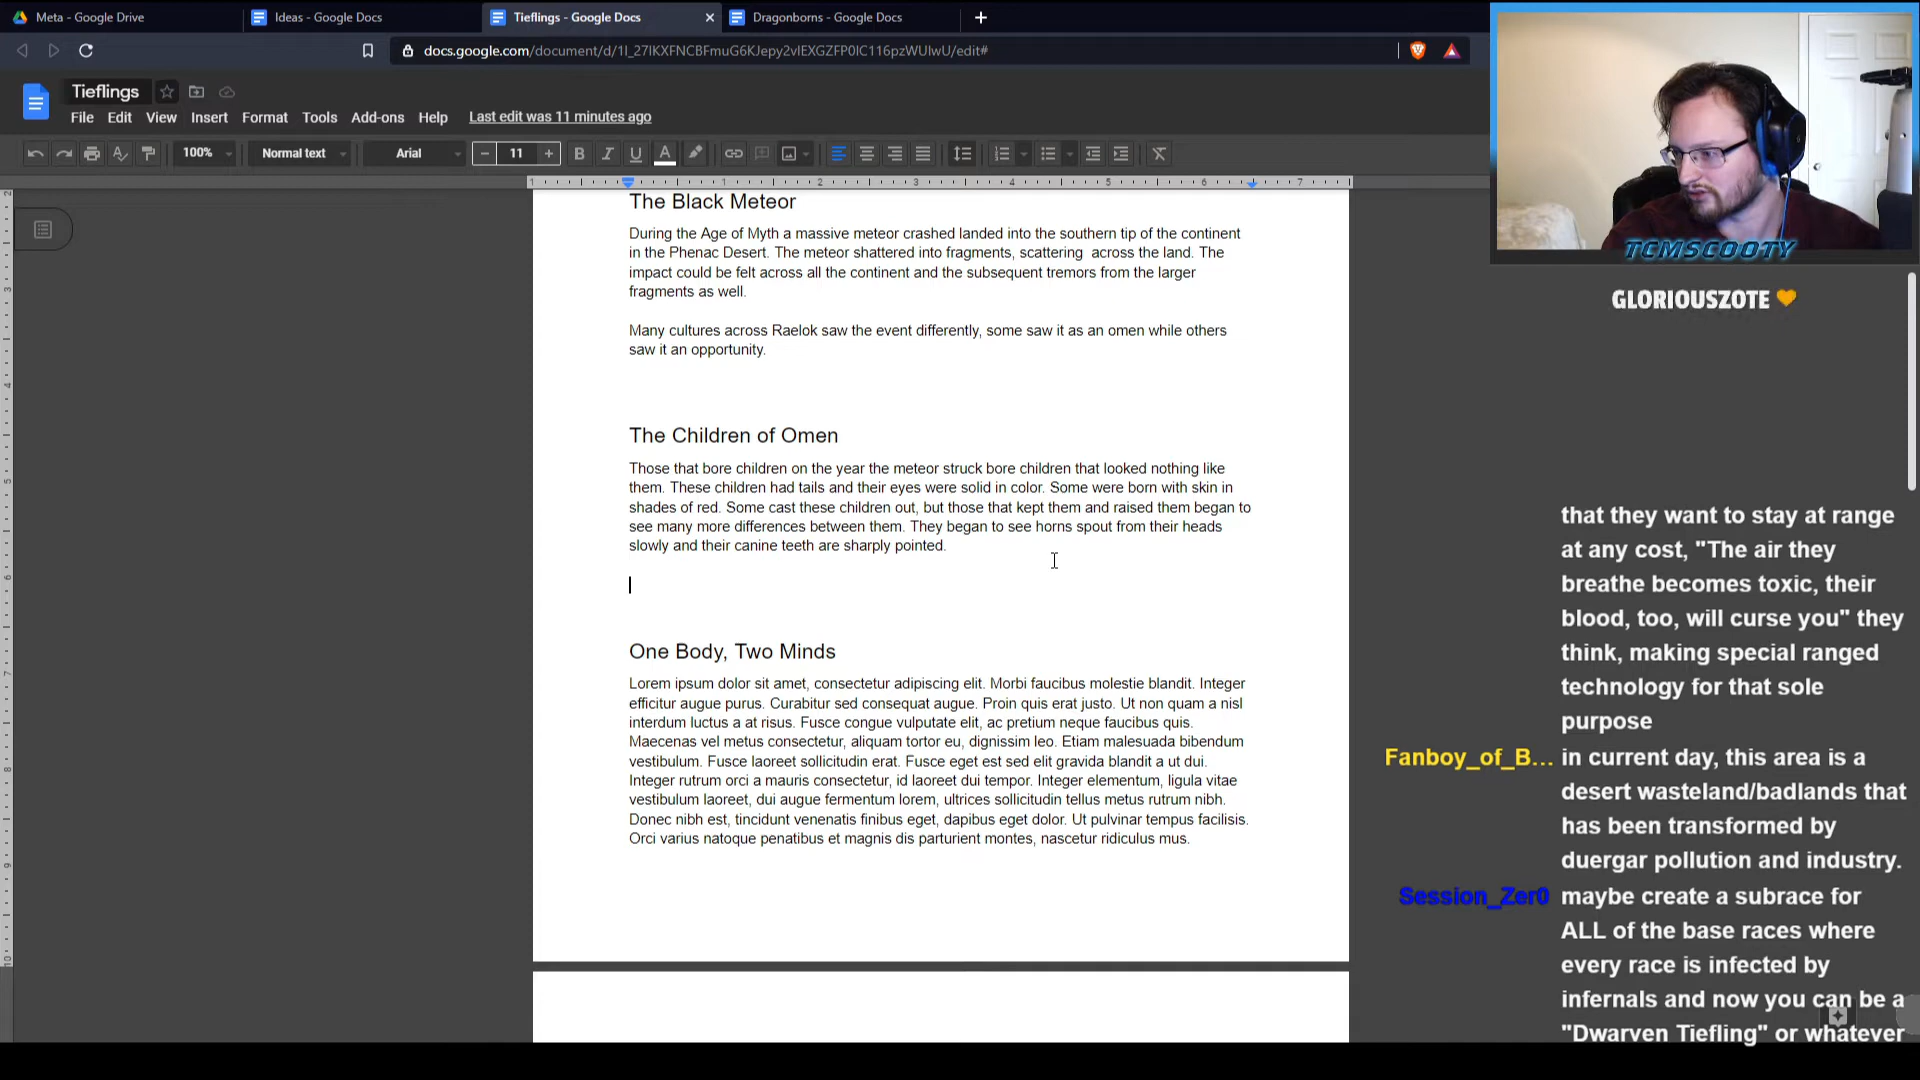 Meta - Google Drive
Ideas - Google Docs
Tieflings - Google Docs
Dragonborns - Google Docs
docs.google.com/document/d/1I_27IKXFNCBFmuG6KJepy2vIEXGZFP0IC116pzWUIwU/edit#
Tieflings
File Edit View Insert Format Tools Add-ons Help Last edit was 11 minutes ago
100% Normal text Arial 11
The Black Meteor
During the Age of Myth a massive meteor crashed landed into the southern tip of the continent
in the Phenac Desert. The meteor shattered into fragments, scattering  across the land. The
impact could be felt across all the continent and the subsequent tremors from the larger
fragments as well.
Many cultures across Raelok saw the event differently, some saw it as an omen while others
saw it an opportunity.
The Children of Omen
Those that bore children on the year the meteor struck bore children that looked nothing like
them. These children had tails and their eyes were solid in color. Some were born with skin in
shades of red. Some cast these children out, but those that kept them and raised them began to
see many more differences between them. They began to see horns spout from their heads
slowly and their canine teeth are sharply pointed.
One Body, Two Minds
Lorem ipsum dolor sit amet, consectetur adipiscing elit. Morbi faucibus molestie blandit. Integer
efficitur augue purus. Curabitur sed consequat augue. Proin quis erat justo. Ut non quam a nisl
interdum luctus a at risus. Fusce congue vulputate elit, ac pretium neque faucibus quis.
Maecenas vel metus consectetur, aliquam tortor eu, dignissim leo. Etiam malesuada bibendum
vestibulum. Fusce laoreet sollicitudin erat. Fusce eget est sed elit gravida blandit a ut dui.
Integer rutrum orci a mauris consectetur, id laoreet dui tempor. Integer elementum, ligula vitae
vestibulum laoreet, dui augue fermentum lorem, ultrices sollicitudin tellus metus rutrum nibh.
Donec nibh est, tincidunt venenatis finibus eget, dapibus eget dolor. Ut pulvinar tempus facilisis.
Orci varius natoque penatibus et magnis dis parturient montes, nascetur ridiculus mus.
TCMSCOOTY
GLORIOUSZOTE 🧡
that they want to stay at range
at any cost, "The air they
breathe becomes toxic, their
blood, too, will curse you" they
think, making special ranged
technology for that sole
purpose
Fanboy_of_B... in current day, this area is a
desert wasteland/badlands that
has been transformed by
duergar pollution and industry.
Session_Zer0 maybe create a subrace for
ALL of the base races where
every race is infected by
infernals and now you can be a
"Dwarven Tiefling" or whatever